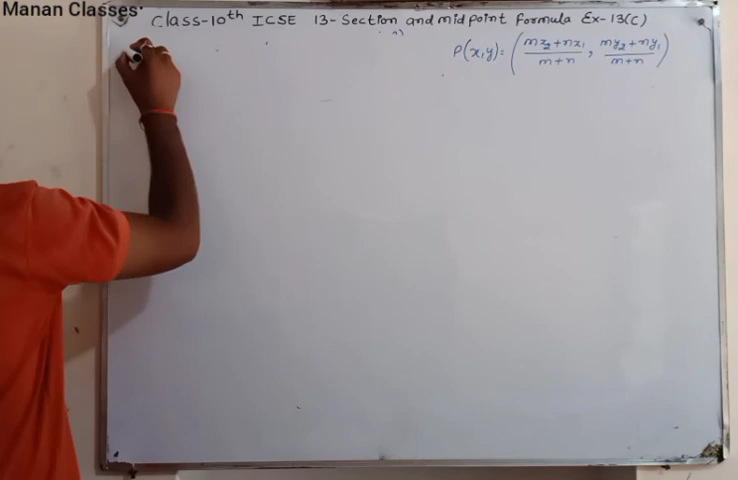 Manan Classes
Class-10th ICSE 13- Section and mid point formula Ex-13(C)
P(x,y) = ((mx₂+nx₁)/(m+n), (my₂+ny₁)/(m+n))